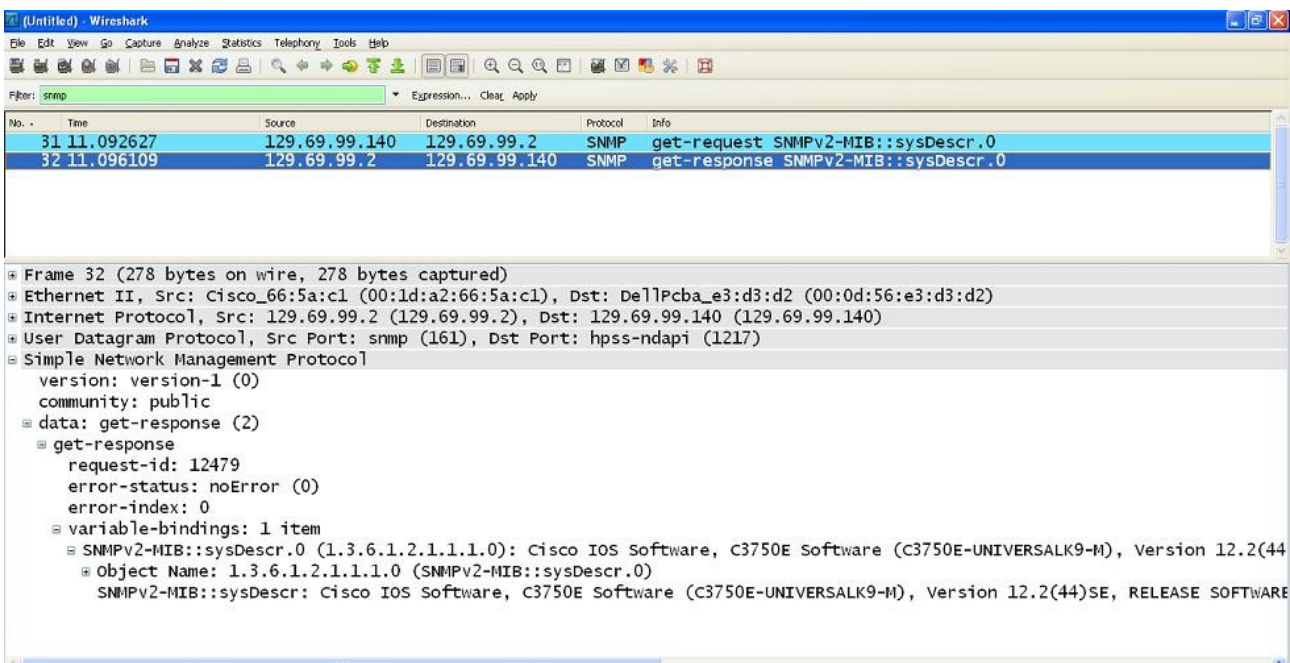 (Untitled) - Wireshark
File Edit View Go Capture Analyze Statistics Telephony Tools Help
Filter: snmp Expression... Clear Apply
No. . Time Source Destination Protocol Info
31 11.092627 129.69.99.140 129.69.99.2 SNMP get-request SNMPv2-MIB::sysDescr.0
32 11.096109 129.69.99.2 129.69.99.140 SNMP get-response SNMPv2-MIB::sysDescr.0
Frame 32 (278 bytes on wire, 278 bytes captured)
Ethernet II, Src: Cisco_66:5a:c1 (00:1d:a2:66:5a:c1), Dst: DellPcba_e3:d3:d2 (00:0d:56:e3:d3:d2)
Internet Protocol, Src: 129.69.99.2 (129.69.99.2), Dst: 129.69.99.140 (129.69.99.140)
User Datagram Protocol, Src Port: snmp (161), Dst Port: hpss-ndapi (1217)
Simple Network Management Protocol
version: version-1 (0)
community: public
data: get-response (2)
get-response
request-id: 12479
error-status: noError (0)
error-index: 0
variable-bindings: 1 item
SNMPv2-MIB::sysDescr.0 (1.3.6.1.2.1.1.1.0): Cisco IOS Software, C3750E Software (C3750E-UNIVERSALK9-M), Version 12.2(44
Object Name: 1.3.6.1.2.1.1.1.0 (SNMPv2-MIB::sysDescr.0)
SNMPv2-MIB::sysDescr: Cisco IOS Software, C3750E Software (C3750E-UNIVERSALK9-M), Version 12.2(44)SE, RELEASE SOFTWARE